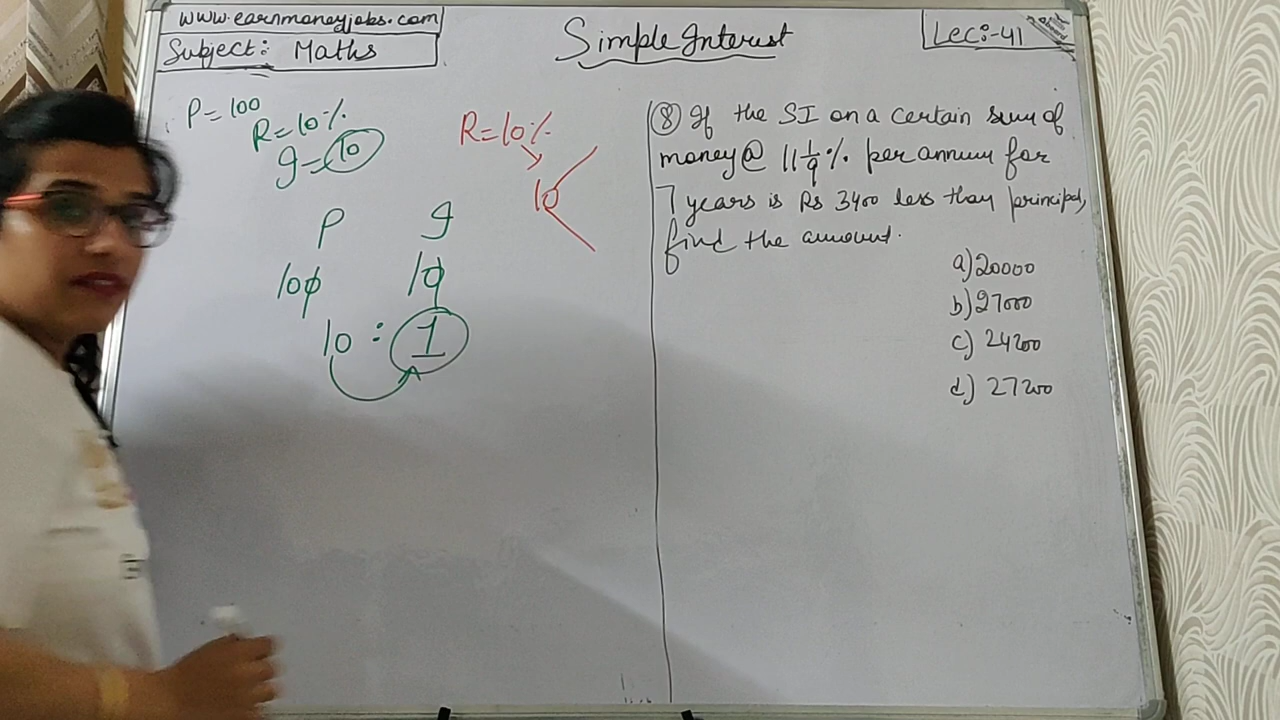 www.earnmoneyjobs.com
Subject: Maths
Simple Interest
Lec:-41
P=100
R=10%
I=10
P I
100 10
10 : 1
R=10%
10
⑧ If the SI on a certain sum of
money@ 11 1/9 % per annum for
7 years is Rs 3400 less than principal,
find the amount.
a) 20000
b) 27000
c) 24200
d) 27200